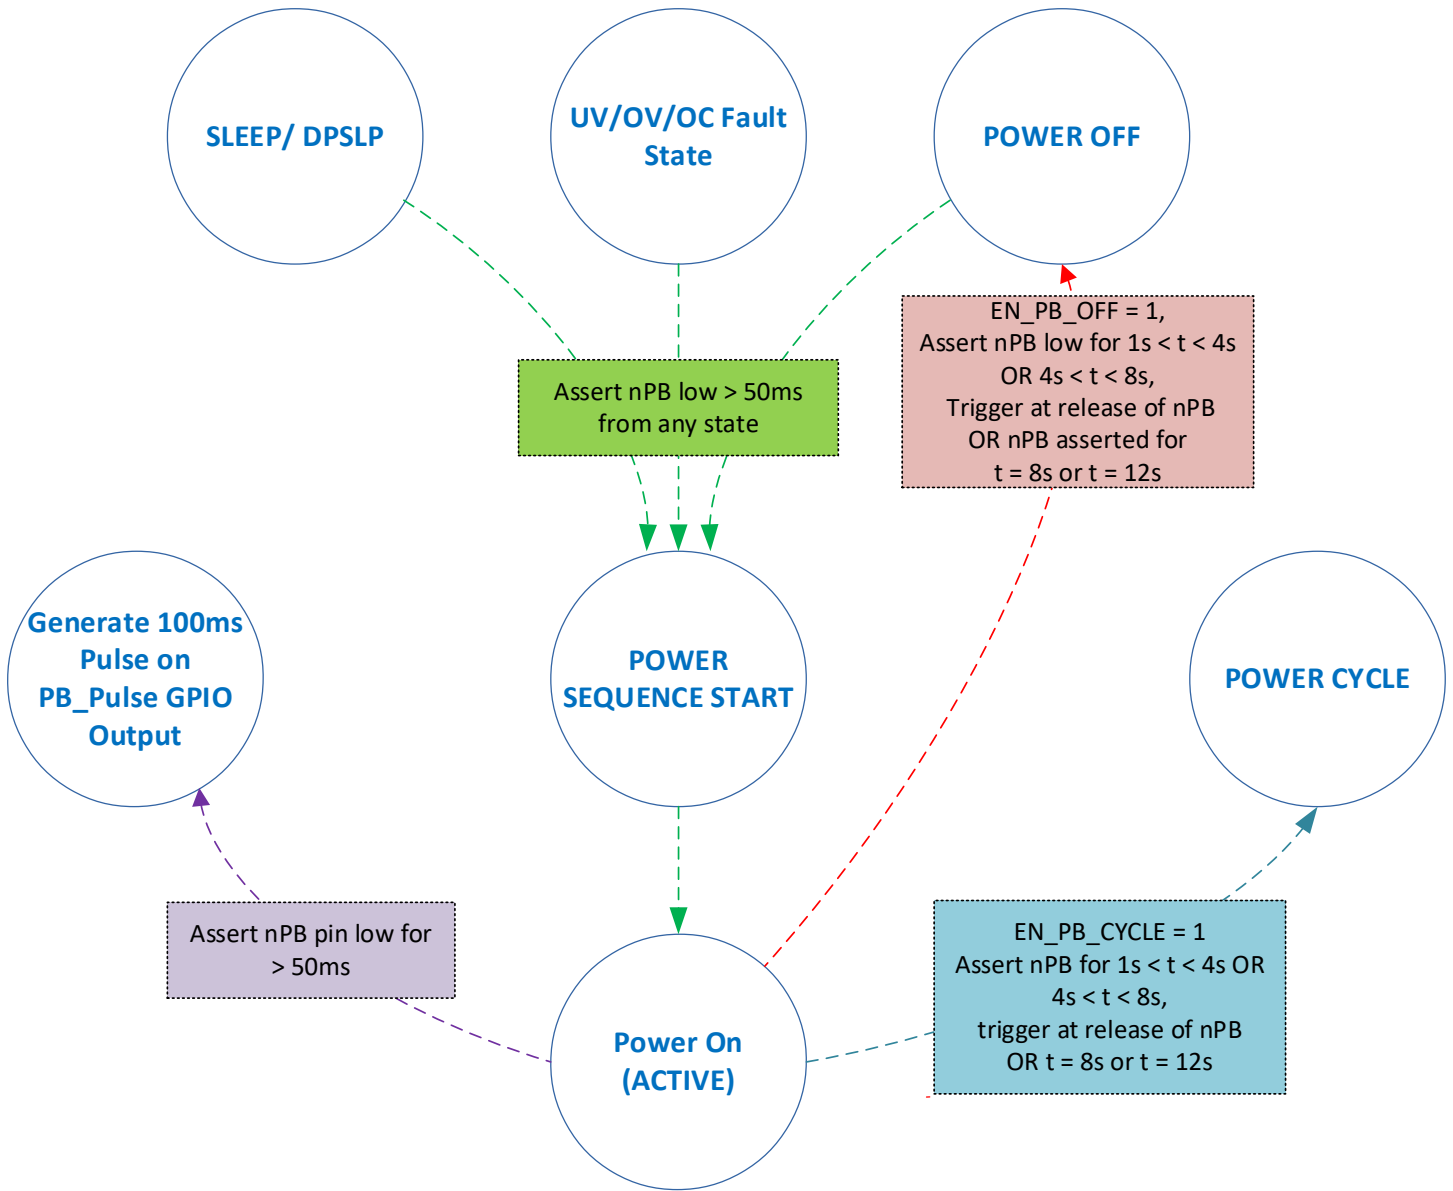 SLEEP/ DPSLP
UV/OV/OC Fault
State
POWER OFF
EN_PB_OFF = 1,
Assert nPB low for 1s < t < 4s
OR 4s < t < 8s,
Trigger at release of nPB
OR nPB asserted for
t = 8s or t = 12s
Assert nPB low > 50ms
from any state
Generate 100ms
Pulse on
PB_Pulse GPIO
Output
POWER
SEQUENCE START
POWER CYCLE
Assert nPB pin low for
> 50ms
EN_PB_CYCLE = 1
Assert nPB for 1s < t < 4s OR
4s < t < 8s,
trigger at release of nPB
OR t = 8s or t = 12s
Power On
(ACTIVE)